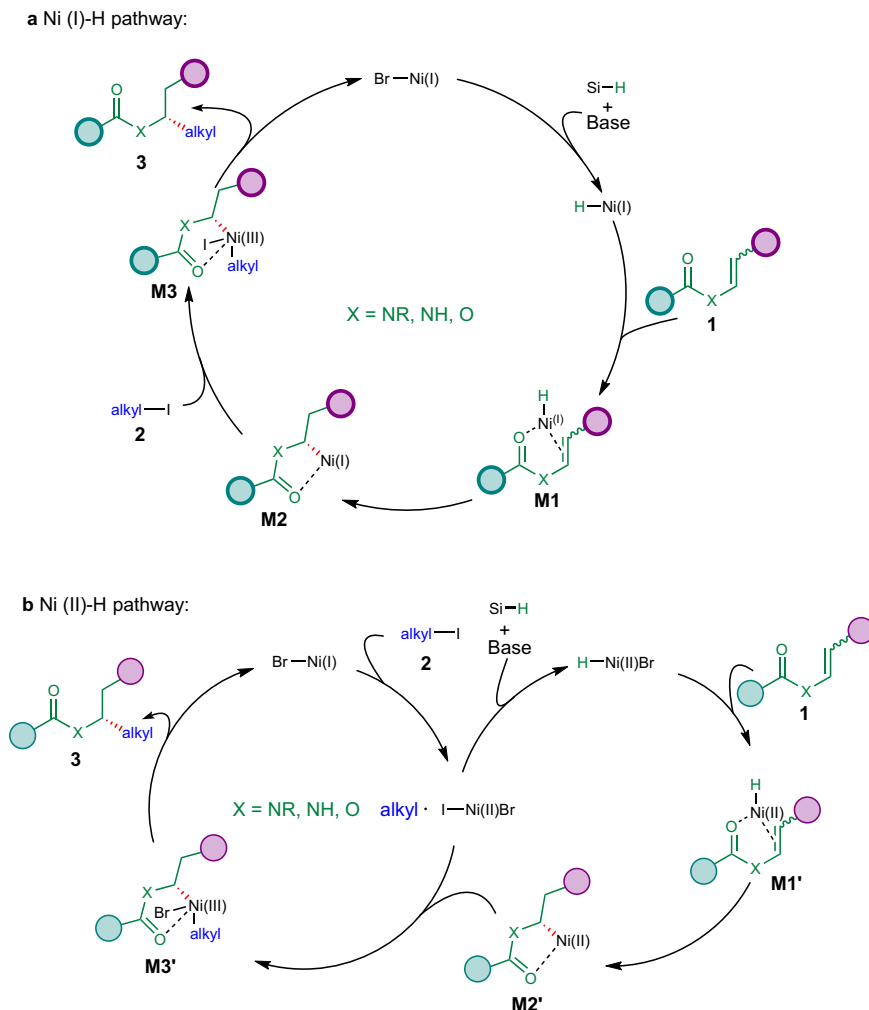 a Ni (I)-H pathway:
Br—Ni(I)
Si—H
+
Base
O
X
alkyl
3
H—Ni(I)
X
I
Ni(III)
alkyl
O
M3
O
X
1
X = NR, NH, O
alkyl—I
2
H
Ni(I)
O
X
M1
X
Ni(I)
O
M2
b Ni (II)-H pathway:
Si—H
+
Base
Br—Ni(I)
alkyl—I
2
H—Ni(II)Br
O
X
1
O
X
alkyl
3
X = NR, NH, O alkyl · I—Ni(II)Br
H
Ni(II)
O
X
M1'
X
Br
Ni(III)
alkyl
O
M3'
X
Ni(II)
O
M2'